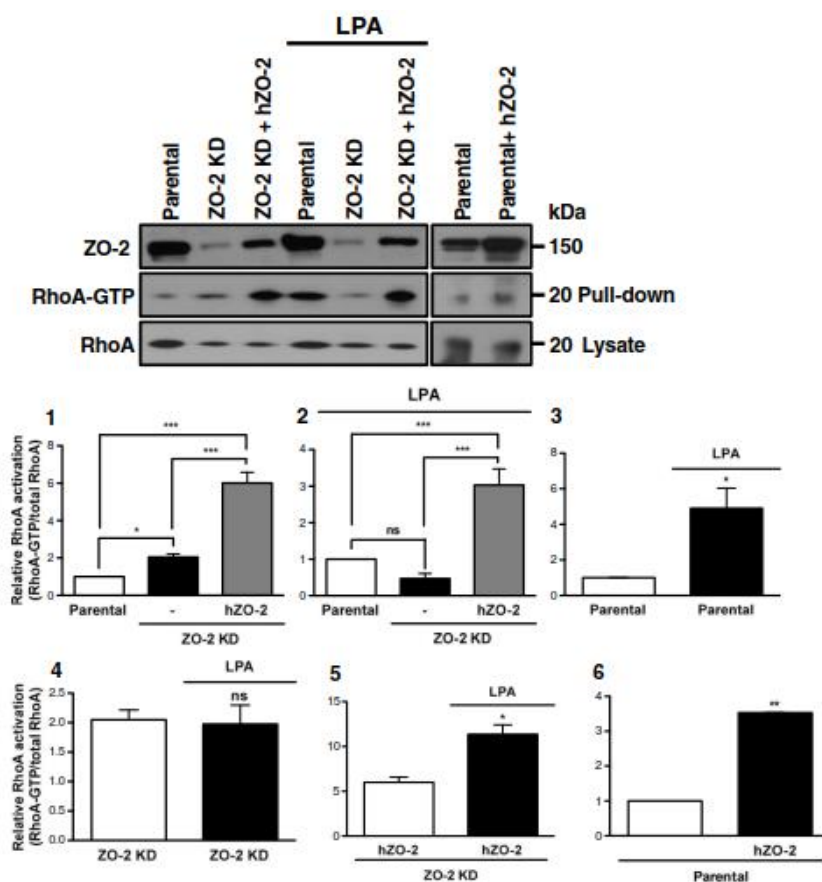 LPA
Parental
ZO-2 KD
ZO-2 KD + hZO-2
Parental
ZO-2 KD
ZO-2 KD + hZO-2
Parental
Parental+ hZO-2
kDa
ZO-2
150
RhoA-GTP
20 Pull-down
RhoA
20 Lysate
1
Relative RhoA activation
(RhoA-GTP/total RhoA)
8
6
4
2
0
***
***
*
Parental
-
hZO-2
ZO-2 KD
LPA
2
4
3
2
1
0
***
***
ns
Parental
-
hZO-2
ZO-2 KD
3
8
6
4
2
0
LPA
*
Parental
Parental
4
Relative RhoA activation
(RhoA-GTP/total RhoA)
2.5
2.0
1.5
1.0
0.5
0.0
LPA
ns
ZO-2 KD
ZO-2 KD
5
15
10
5
0
LPA
*
hZO-2
hZO-2
ZO-2 KD
6
4
3
2
1
0
**
hZO-2
Parental